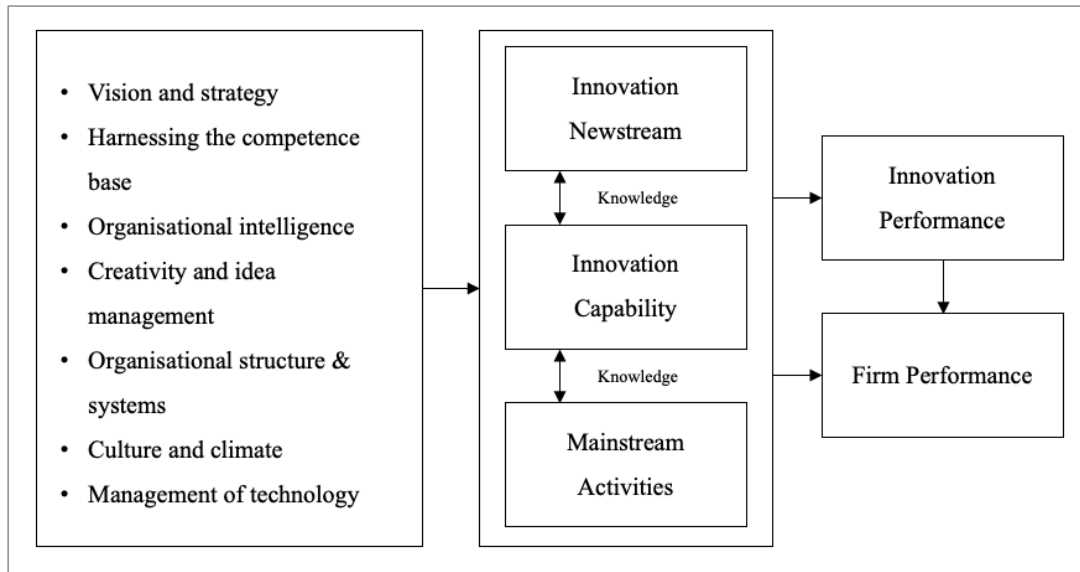 • Vision and strategy
• Harnessing the competence
base
• Organisational intelligence
• Creativity and idea
management
• Organisational structure &
systems
• Culture and climate
• Management of technology
Innovation
Newstream
Knowledge
Innovation
Capability
Knowledge
Mainstream
Activities
Innovation
Performance
Firm Performance